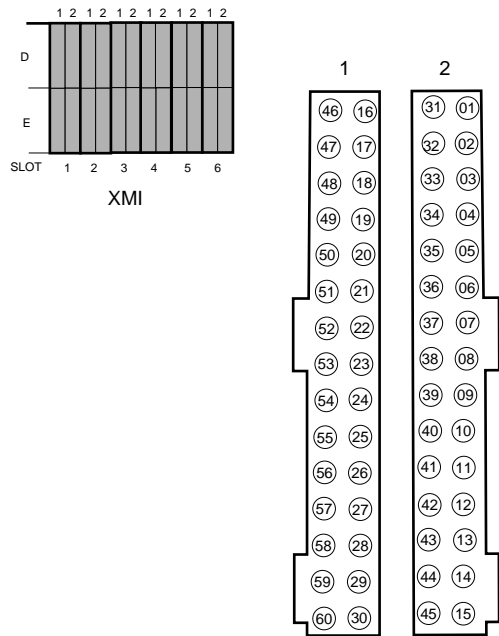 1 2 1 2 1 2 1 2 1 2 1 2
D
E
SLOT 1 2 3 4 5 6
XMI
1 2
46 16 31 01
47 17 32 02
48 18 33 03
49 19 34 04
50 20 35 05
51 21 36 06
52 22 37 07
53 23 38 08
54 24 39 09
55 25 40 10
56 26 41 11
57 27 42 12
58 28 43 13
59 29 44 14
60 30 45 15